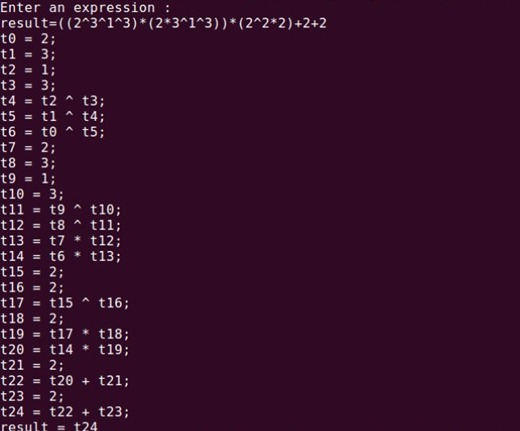 Enter an expression :
result=((2^3^1^3)*(2*3^1^3))*(2^2*2)+2+2
t0 = 2;
t1 = 3;
t2 = 1;
t3 = 3;
t4 = t2 ^ t3;
t5 = t1 ^ t4;
t6 = t0 ^ t5;
t7 = 2;
t8 = 3;
t9 = 1;
t10 = 3;
t11 = t9 ^ t10;
t12 = t8 ^ t11;
t13 = t7 * t12;
t14 = t6 * t13;
t15 = 2;
t16 = 2;
t17 = t15 ^ t16;
t18 = 2;
t19 = t17 * t18;
t20 = t14 * t19;
t21 = 2;
t22 = t20 + t21;
t23 = 2;
t24 = t22 + t23;
result = t24